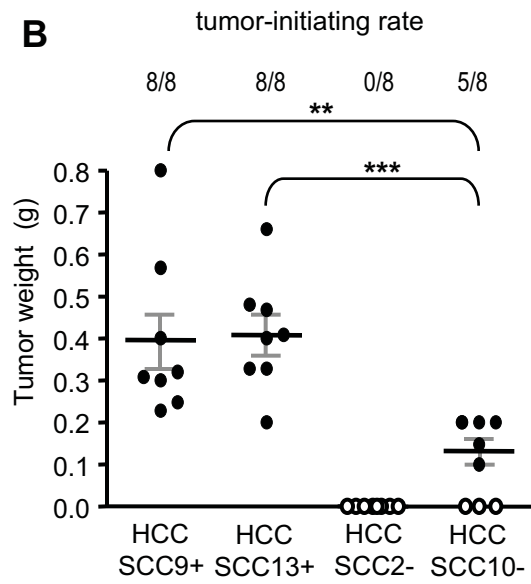 B
tumor-initiating rate
8/8 8/8 0/8 5/8
**
***
Tumor weight (g)
0.8
0.7
0.6
0.5
0.4
0.3
0.2
0.1
0.0
HCC HCC HCC HCC
SCC9+ SCC13+ SCC2- SCC10-